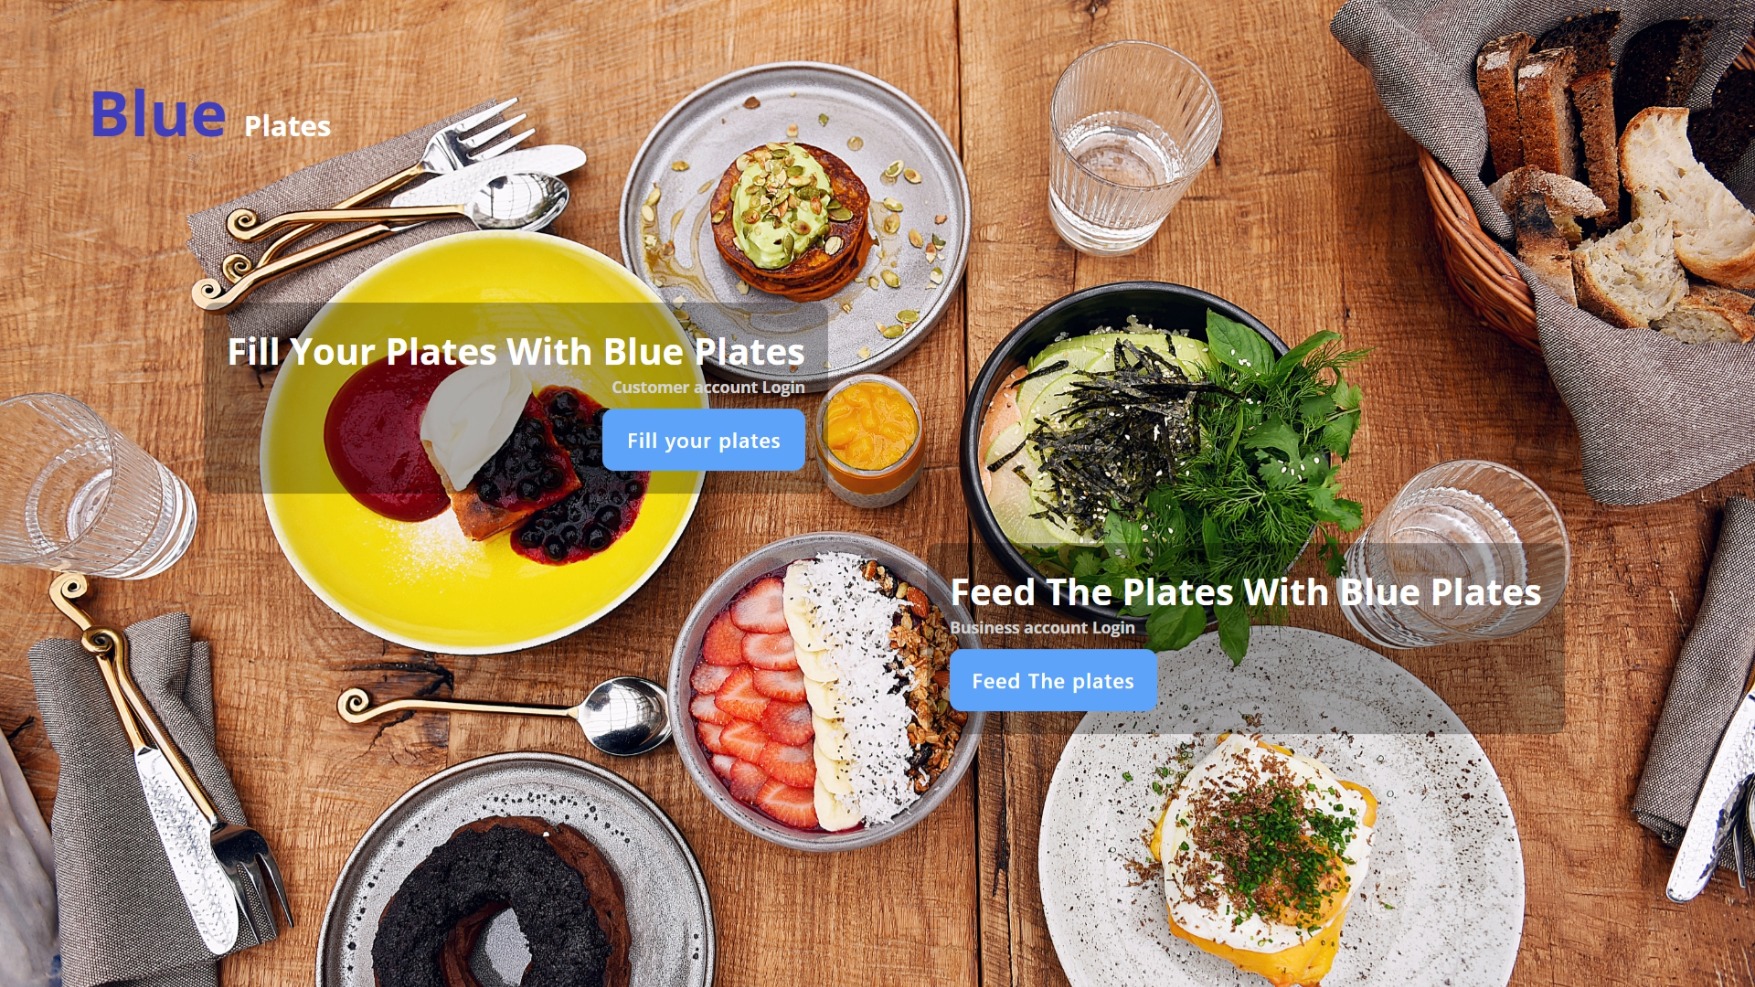 Blue Plates
Fill Your Plates With Blue Plates
Customer account Login
Fill your plates
Feed The Plates With Blue Plates
Business account Login
Feed The plates